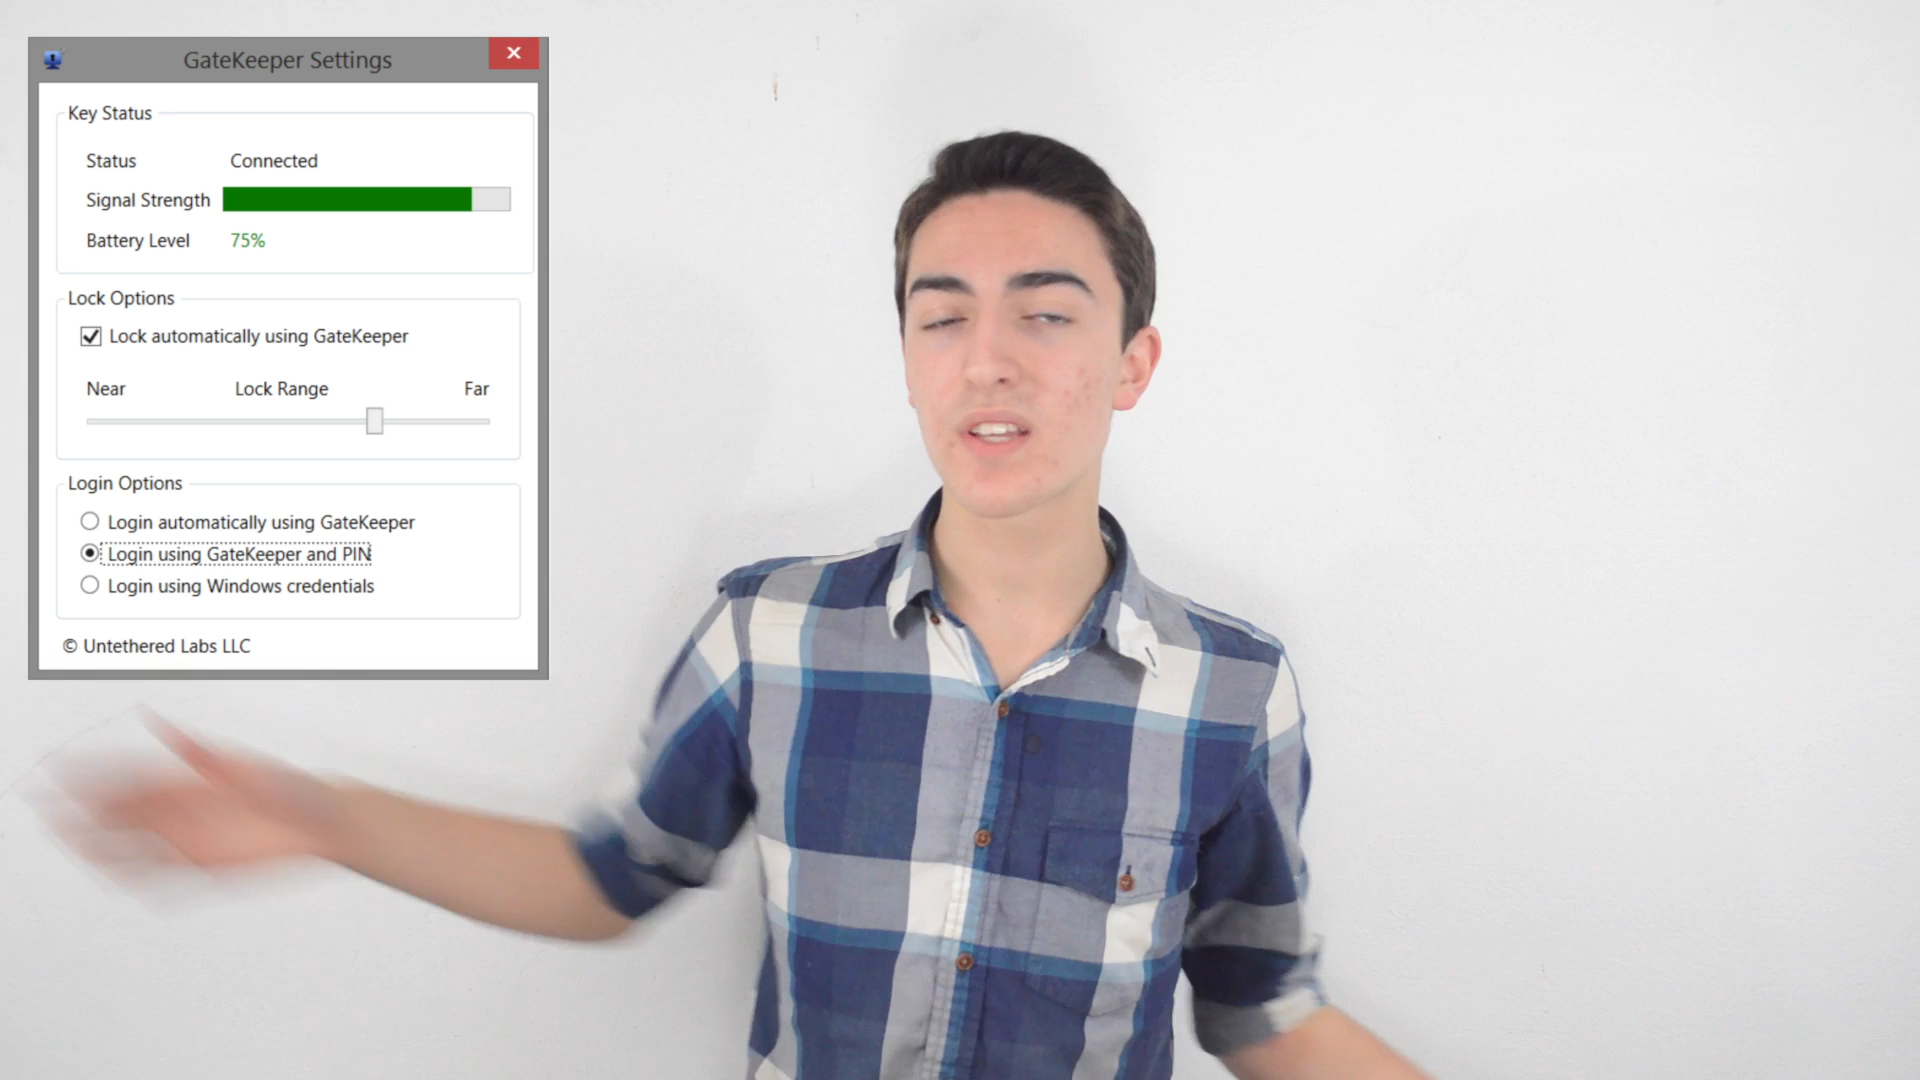 GateKeeper Settings
Key Status
Status Connected
Signal Strength
Battery Level 75%
Lock Options
Lock automatically using GateKeeper
Near Lock Range Far
Login Options
Login automatically using GateKeeper
Login using GateKeeper and PIN
Login using Windows credentials
© Untethered Labs LLC